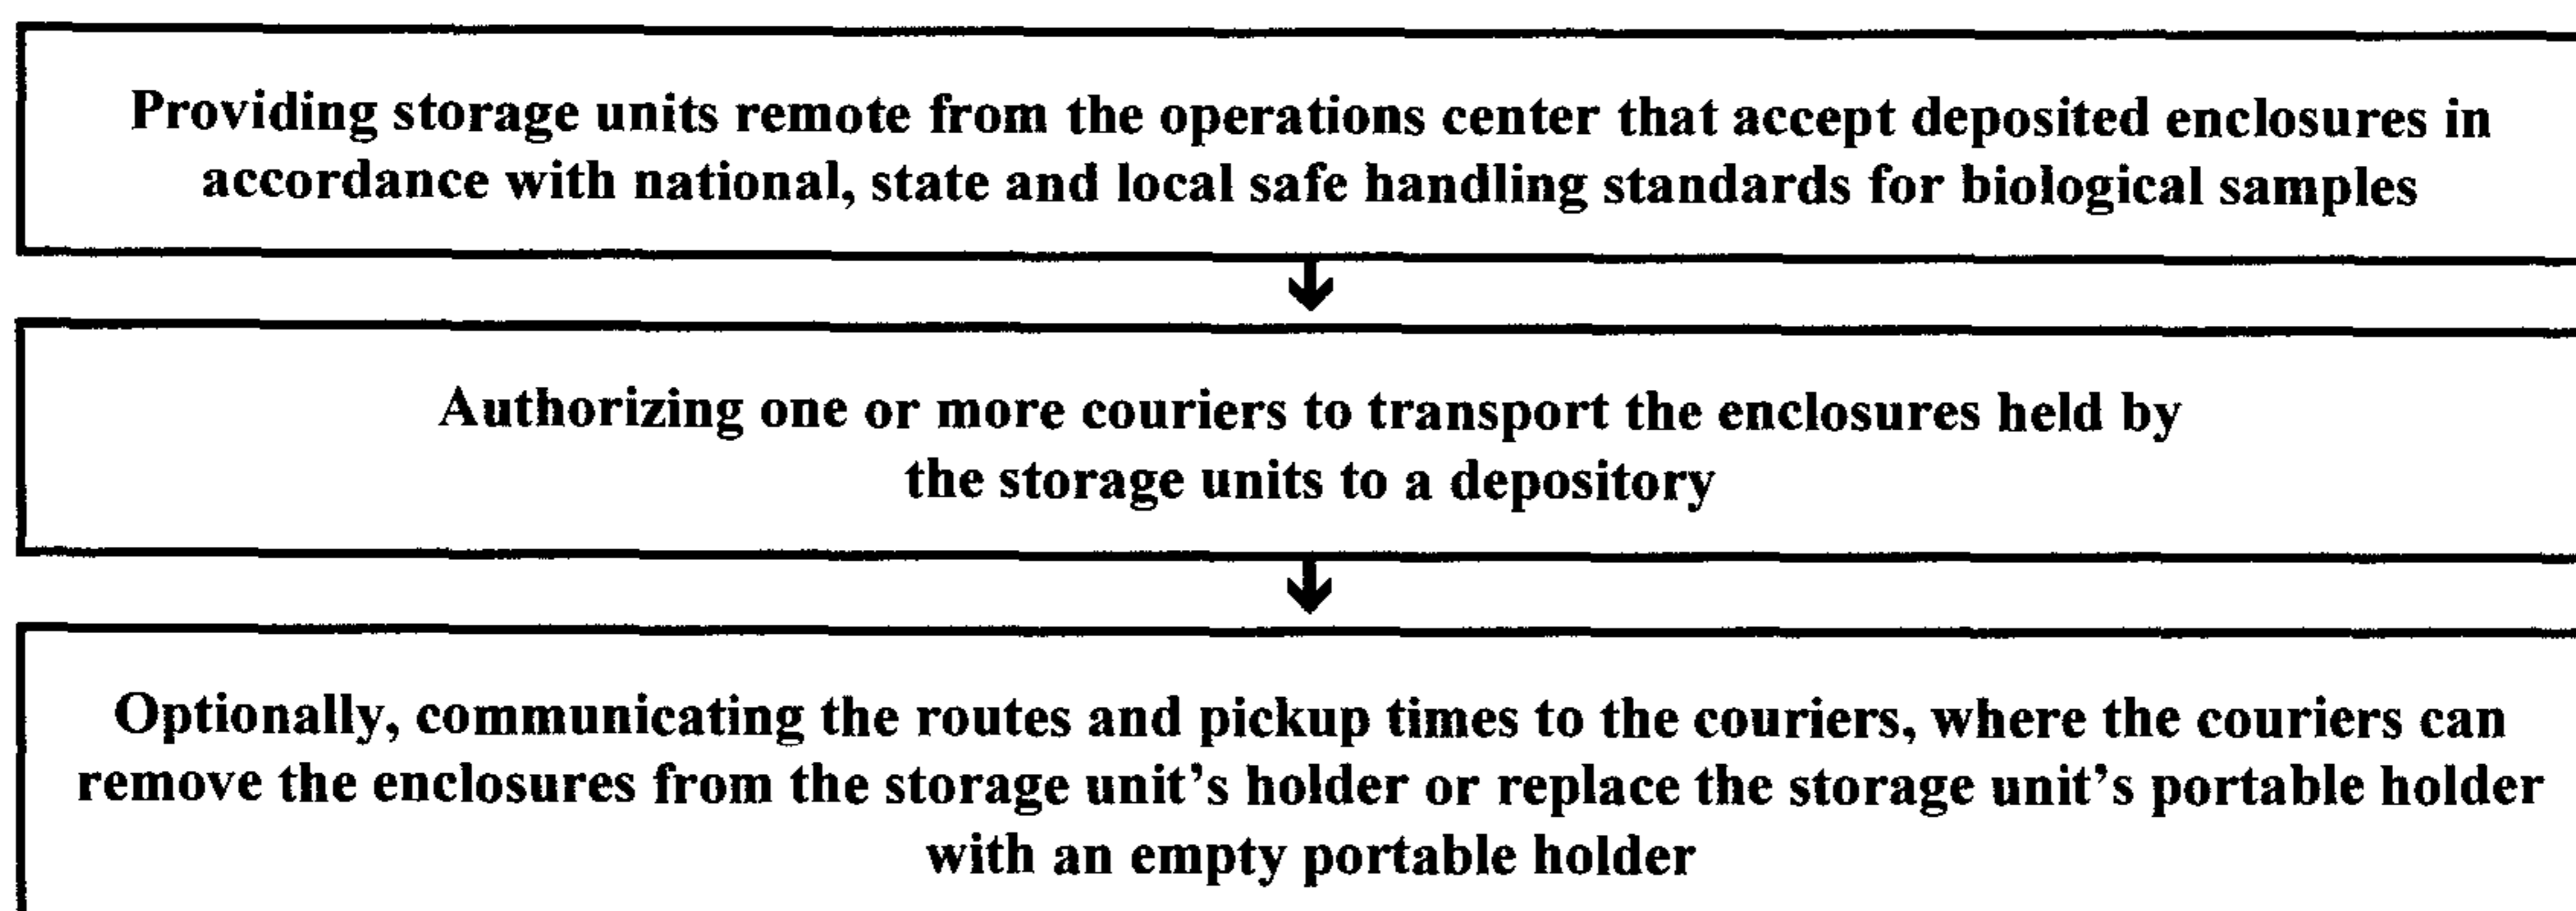 Providing storage units remote from the operations center that accept deposited enclosures in
accordance with national, state and local safe handling standards for biological samples
Authorizing one or more couriers to transport the enclosures held by
the storage units to a depository
Optionally, communicating the routes and pickup times to the couriers, where the couriers can
remove the enclosures from the storage unit's holder or replace the storage unit's portable holder
with an empty portable holder